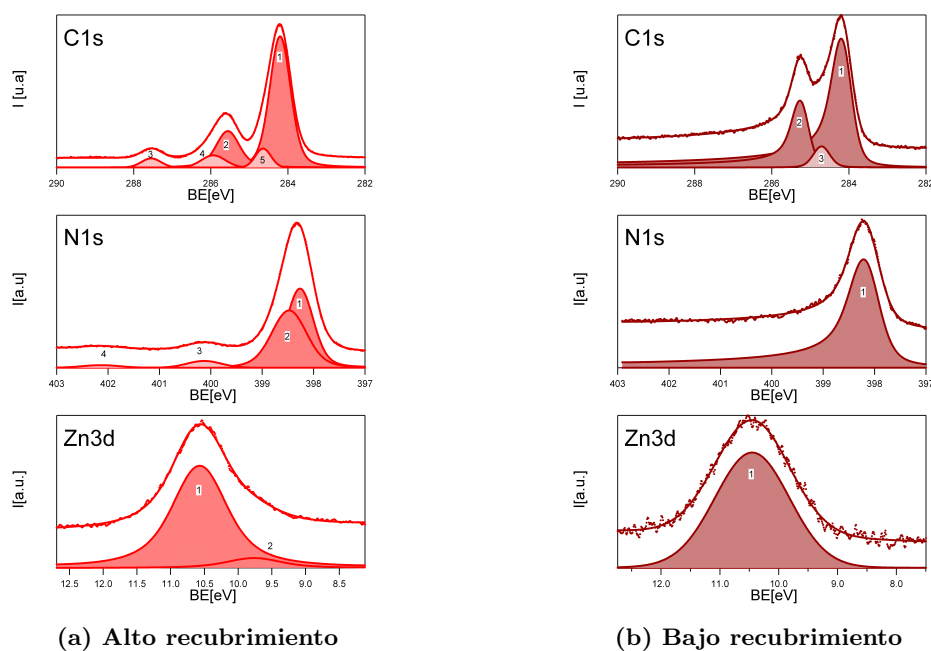 C1s
I [u.a]
1
2
3
4
5
290 288 286 284 282
BE[eV]
N1s
I[a.u]
1
2
3
4
403 402 401 400 399 398 397
BE[eV]
Zn3d
I[a.u.]
1
2
12.5 12.0 11.5 11.0 10.5 10.0 9.5 9.0 8.5
BE[eV]
(a) Alto recubrimiento
C1s
I [u.a]
1
2
3
290 288 286 284 282
BE[eV]
N1s
I[a.u]
1
403 402 401 400 399 398 397
BE[eV]
Zn3d
I[a.u.]
1
12.0 11.0 10.0 9.0 8.0
BE[eV]
(b) Bajo recubrimiento